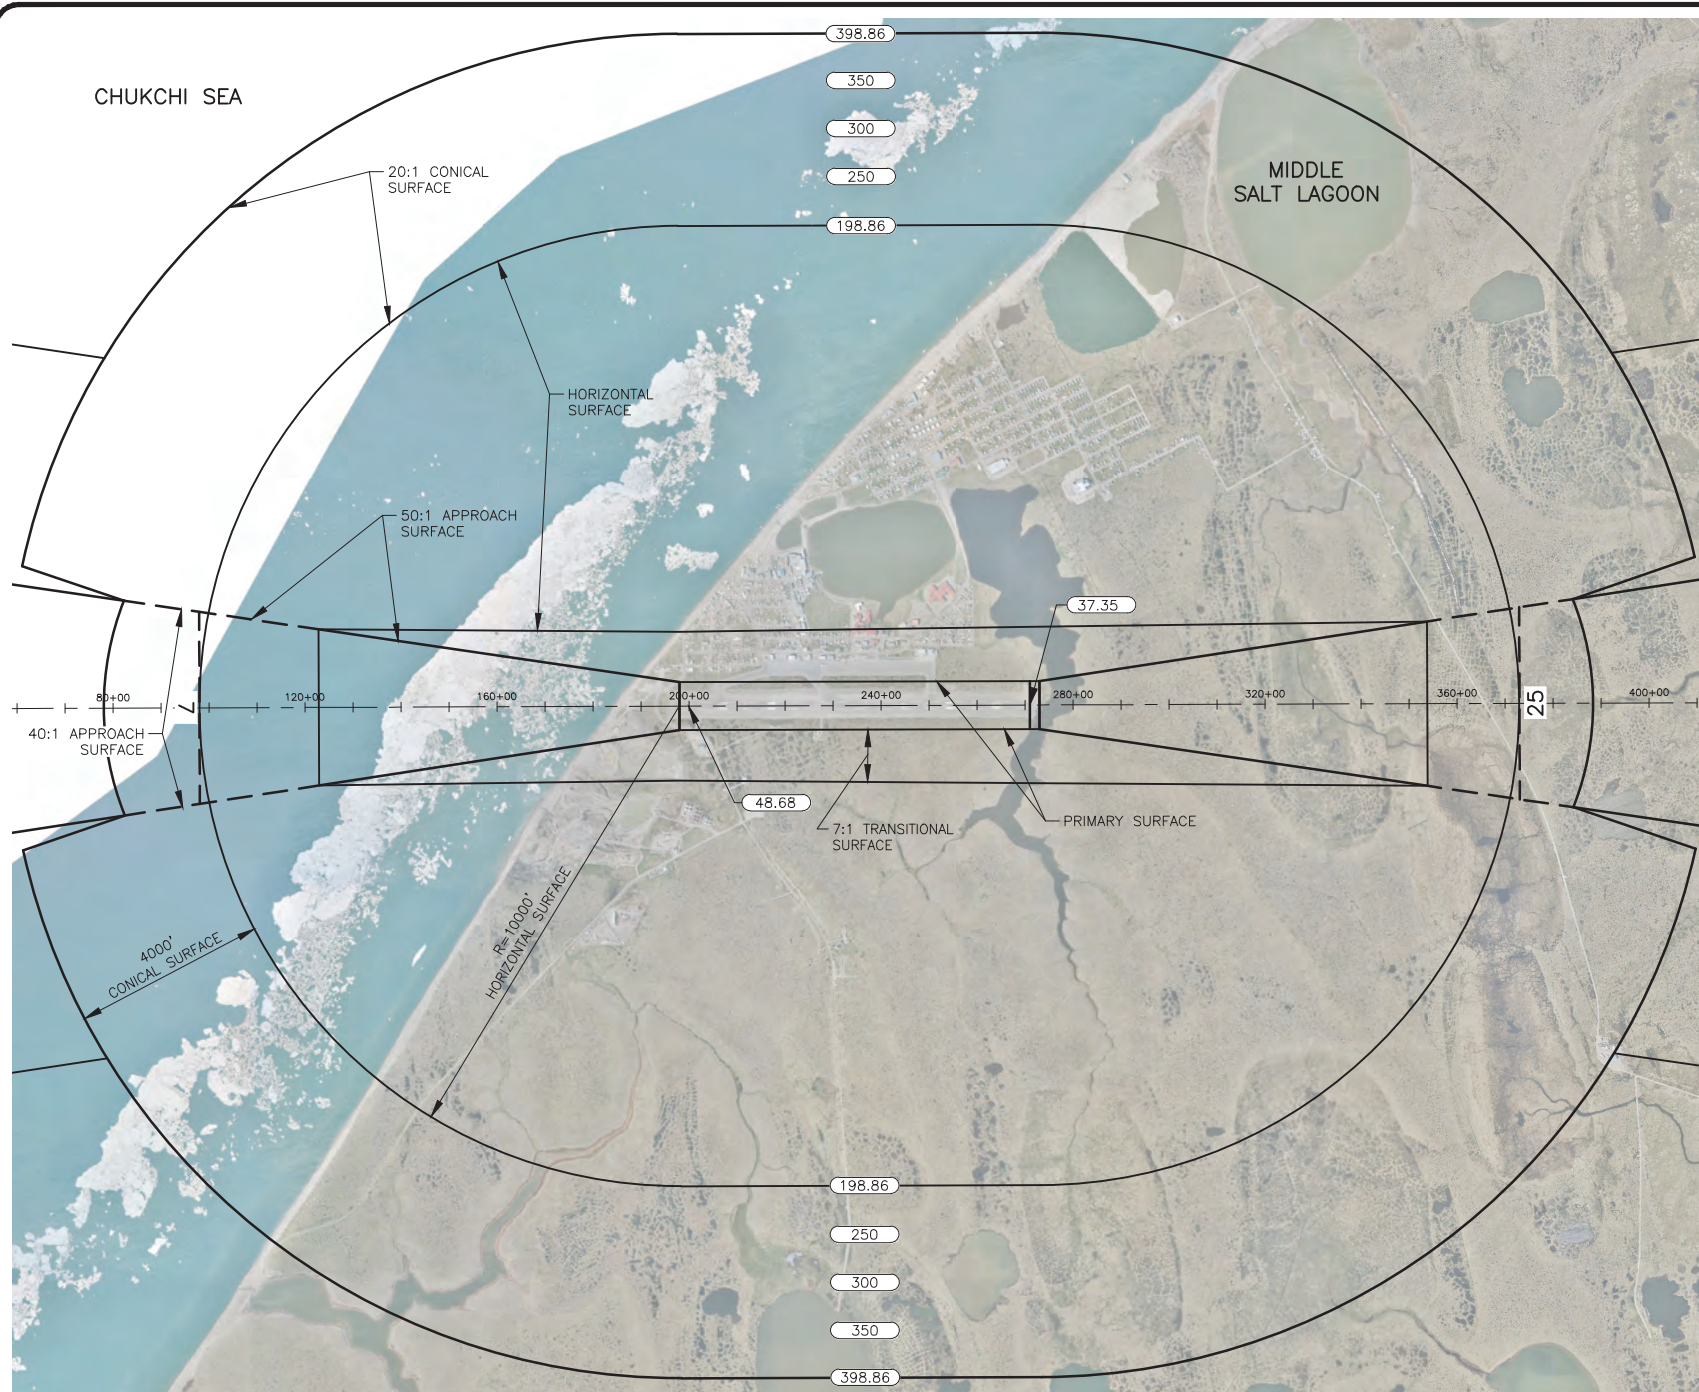 398.86
350
300
250
198.86
CHUKCHI SEA
MIDDLE
SALT LAGOON
20:1 CONICAL
SURFACE
HORIZONTAL
SURFACE
50:1 APPROACH
SURFACE
37.35
80+00
120+00
160+00
200+00
240+00
280+00
320+00
360+00
400+00
7
25
40:1 APPROACH
SURFACE
48.68
7:1 TRANSITIONAL
SURFACE
PRIMARY SURFACE
R=10000'
HORIZONTAL SURFACE
4000'
CONICAL SURFACE
198.86
250
300
350
398.86